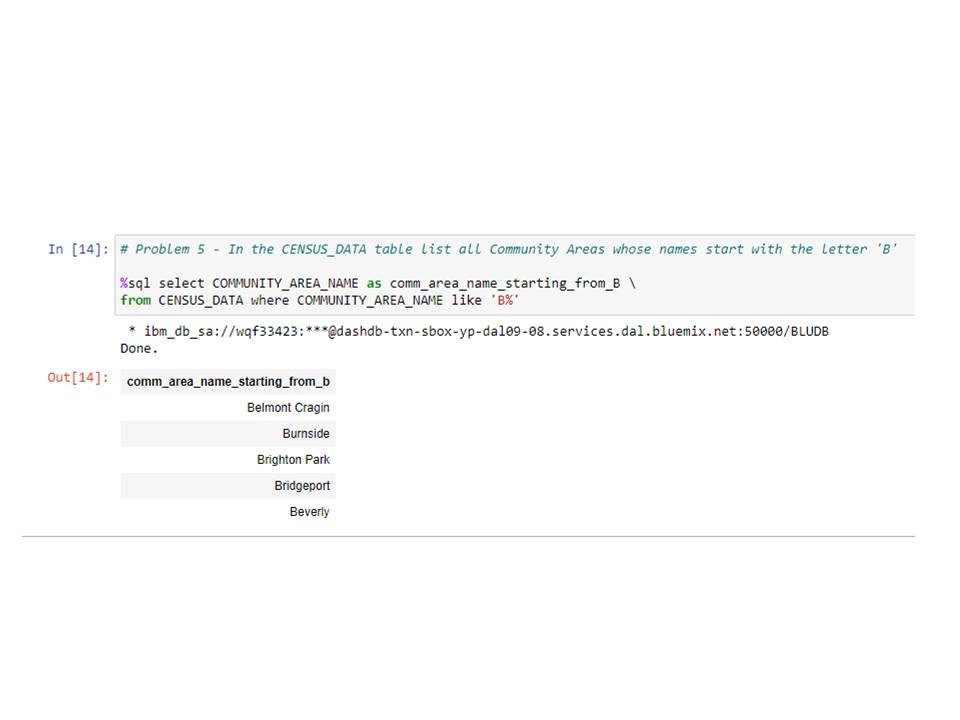 In [14]: # Problem 5 - In the CENSUS_DATA table list all Community Areas whose names start with the letter 'B'
%sql select COMMUNITY_AREA_NAME as comm_area_name_starting_from_B \
from CENSUS_DATA where COMMUNITY_AREA_NAME like 'B%'
* ibm_db_sa://wqf33423:***@dashdb-txn-sbox-yp-dal09-08.services.dal.bluemix.net:50000/BLUDB
Done.
Out[14]: comm_area_name_starting_from_b
Belmont Cragin
Burnside
Brighton Park
Bridgeport
Beverly